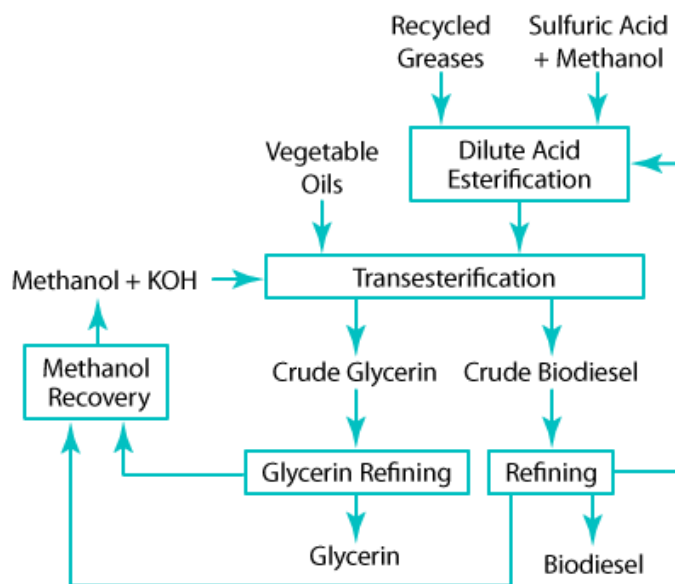 Recycled
Greases
Sulfuric Acid
+ Methanol
Vegetable
Oils
Dilute Acid
Esterification
Methanol + KOH
Transesterification
Methanol
Recovery
Crude Glycerin
Crude Biodiesel
Glycerin Refining
Refining
Glycerin
Biodiesel